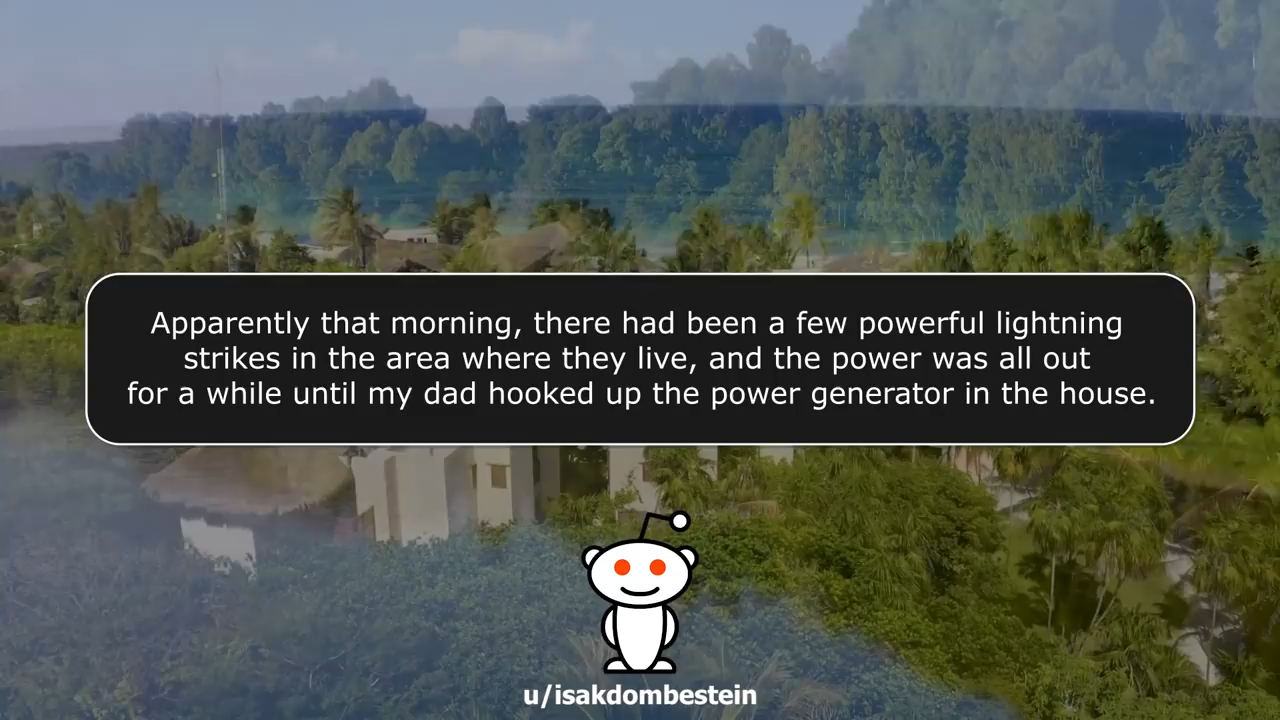 Apparently that morning, there had been a few powerful lightning
strikes in the area where they live, and the power was all out
for a while until my dad hooked up the power generator in the house.
u/isakdombestein